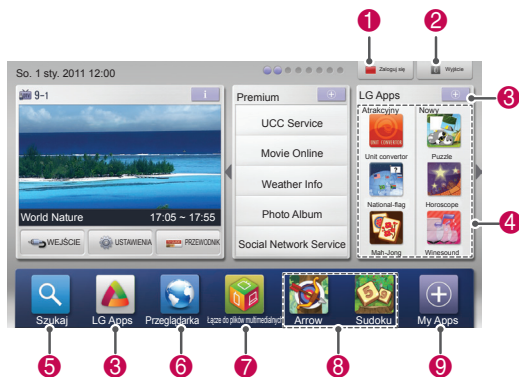 1
2
So. 1 sty. 2011 12:00
Zaloguj się
Wyjście
9-1
i
Premium
LG Apps
3
Atrakcyjny
Nowy
UCC Service
Movie Online
Unit convertor
Puzzle
Weather Info
National-flag
Horoscope
4
World Nature
17:05 ~ 17:55
Photo Album
WEJŚCIE
USTAWIENIA
PRZEWODNIK
Social Network Service
Mah-Jong
Winesound
Szukaj
LG Apps
Przeglądarka
Łącze do plików multimedialnych
Arrow
Sudoku
My Apps
5
3
6
7
8
9